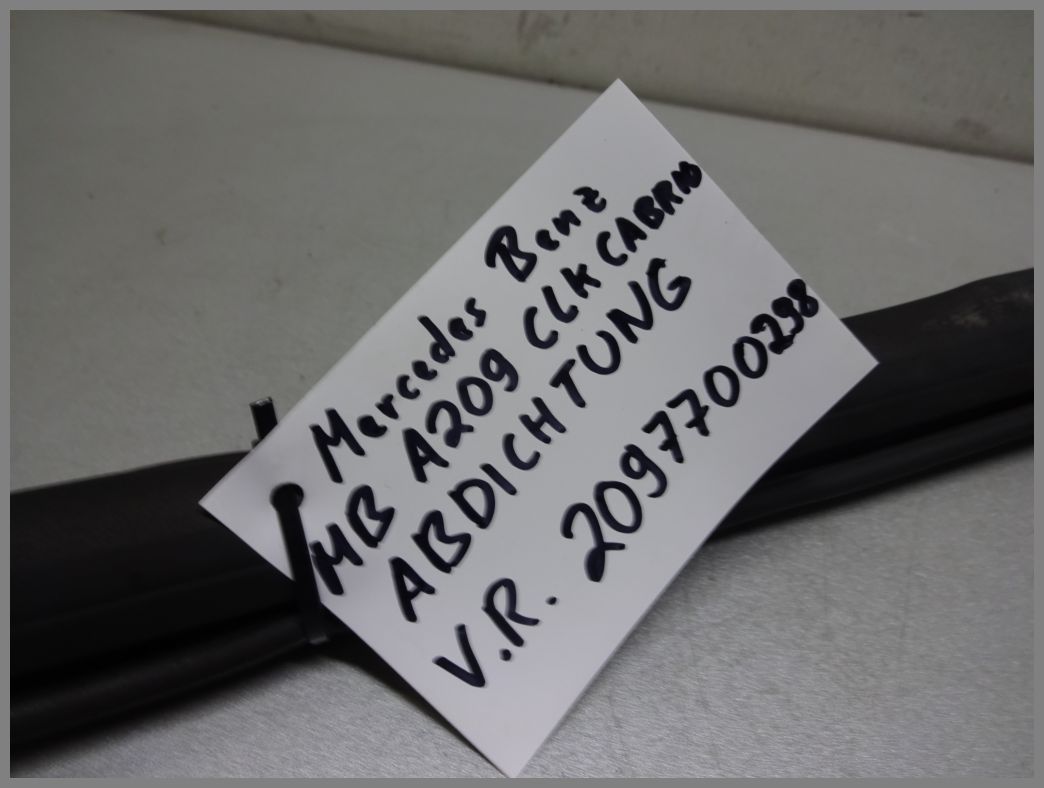 Mercedes Benz
MB A209 CLK CABRIO
ABDICHTUNG
V.R. 2097700298